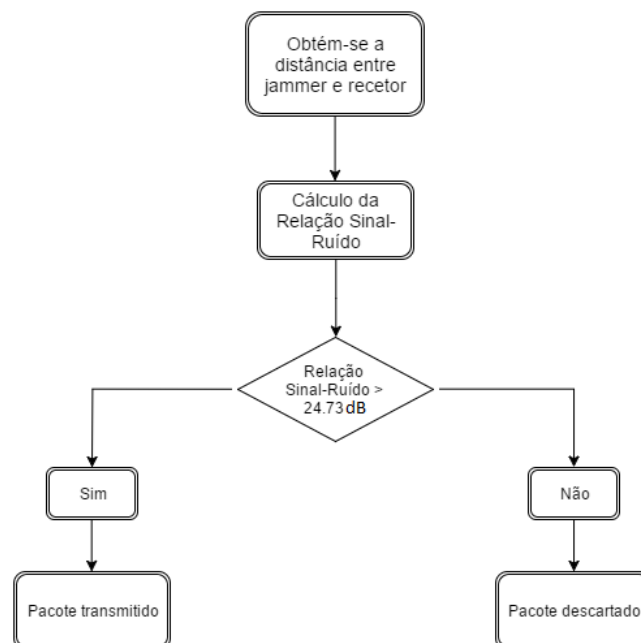 Obtém-se a
distância entre
jammer e recetor
Cálculo da
Relação Sinal-
Ruído
Relação
Sinal-Ruído >
24.73dB
Sim
Não
Pacote transmitido
Pacote descartado